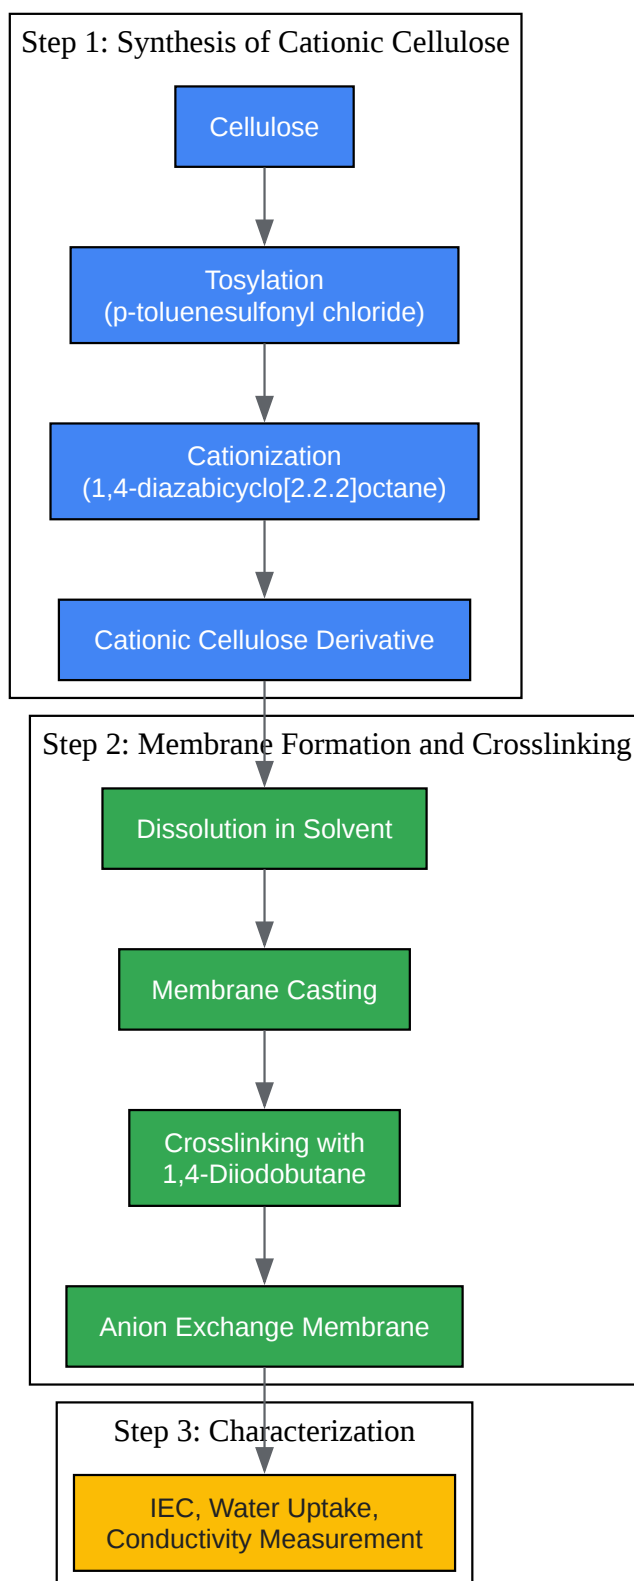 Step 1: Synthesis of Cationic Cellulose
Cellulose
Tosylation
(p-toluenesulfonyl chloride)
Cationization
(1,4-diazabicyclo[2.2.2]octane)
Cationic Cellulose Derivative
Step 2: Membrane Formation and Crosslinking
Dissolution in Solvent
Membrane Casting
Crosslinking with
1,4-Diiodobutane
Anion Exchange Membrane
Step 3: Characterization
IEC, Water Uptake,
Conductivity Measurement